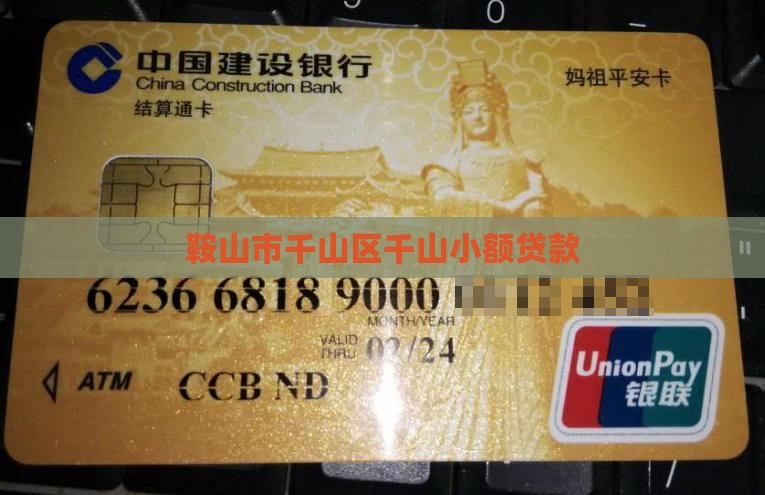 9
0
中国建设银行
China Construction Bank
结算通卡
妈祖平安卡
鞍山市千山区千山小额贷款
6236 6818 9000
MONTH/YEAR
VALID
THRU
02/24
ATM
CCB ND
UnionPay
银联